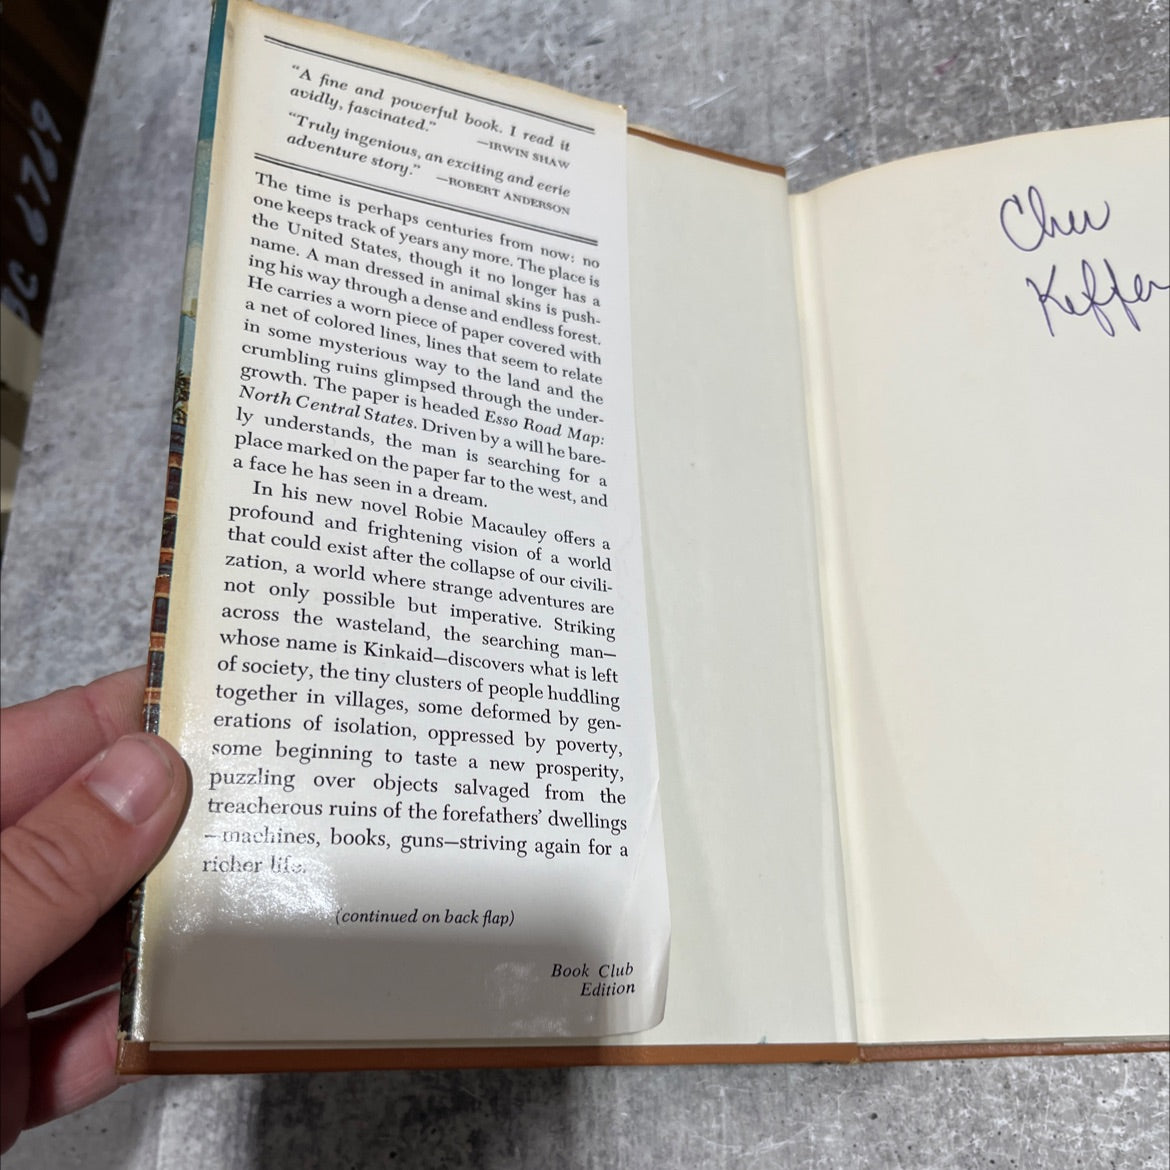 "A fine and powerful book. I read it
avidly, fascinated."
—IRWIN SHAW
"Truly ingenious, an exciting and eerie
adventure story." —ROBERT ANDERSON
The time is perhaps centuries from now: no
one keeps track of years any more. The place is
the United States, though it no longer has a
name. A man dressed in animal skins is push-
ing his way through a dense and endless forest.
He carries a worn piece of paper covered with
a net of colored lines, lines that seem to relate
in some mysterious way to the land and the
crumbling ruins glimpsed through the under-
growth. The paper is headed Esso Road Map:
North Central States. Driven by a will he bare-
ly understands, the man is searching for a
place marked on the paper far to the west, and
a face he has seen in a dream.
In his new novel Robie Macauley offers a
profound and frightening vision of a world
that could exist after the collapse of our civili-
zation, a world where strange adventures are
not only possible but imperative. Striking
across the wasteland, the searching man—
whose name is Kinkaid—discovers what is left
of society, the tiny clusters of people huddling
together in villages, some deformed by gen-
erations of isolation, oppressed by poverty,
some beginning to taste a new prosperity,
puzzling over objects salvaged from the
treacherous ruins of the forefathers' dwellings
—machines, books, guns—striving again for a
richer life.
(continued on back flap)
Book Club
Edition
Keffer
6769